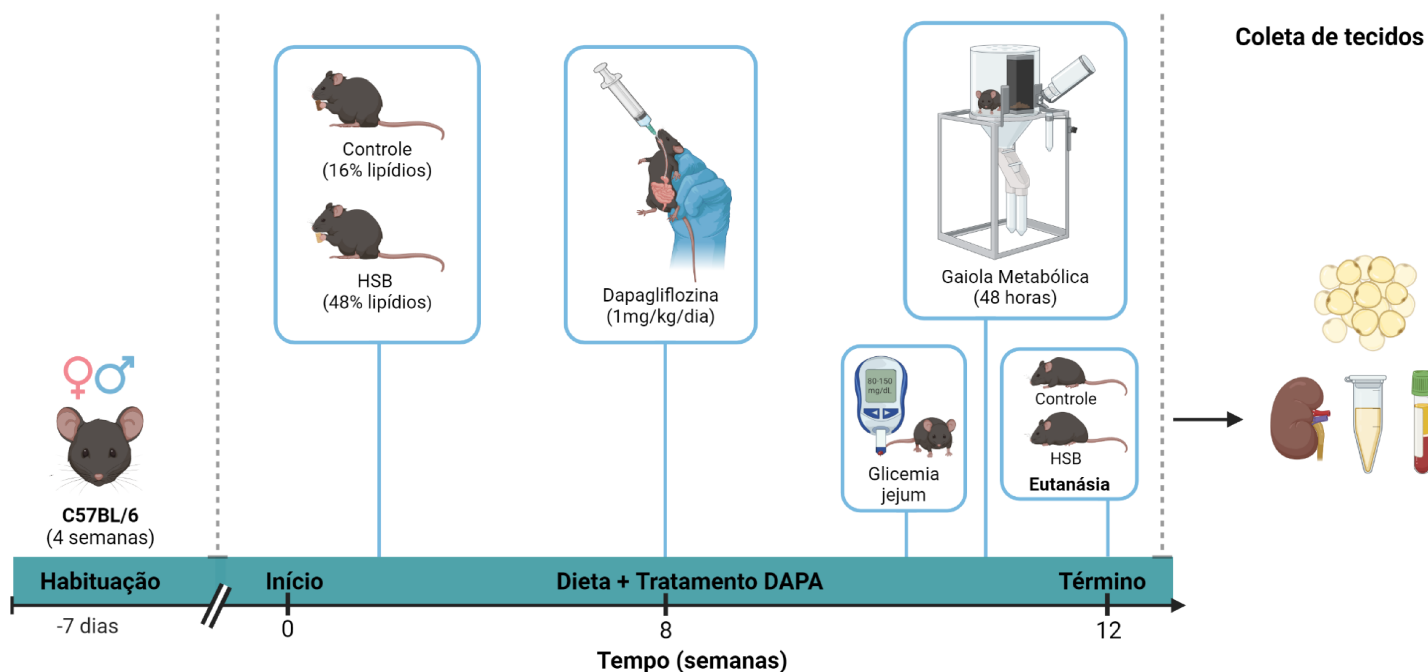 Coleta de tecidos
Controle
(16% lipídios)
HSB
(48% lipídios)
Dapagliflozina
(1mg/kg/dia)
Gaiola Metabólica
(48 horas)
80-150
mg/dL
Glicemia
jejum
Controle
HSB
Eutanásia
C57BL/6
(4 semanas)
Habituação
Início
Dieta + Tratamento DAPA
Término
-7 dias
0
8
12
Tempo (semanas)